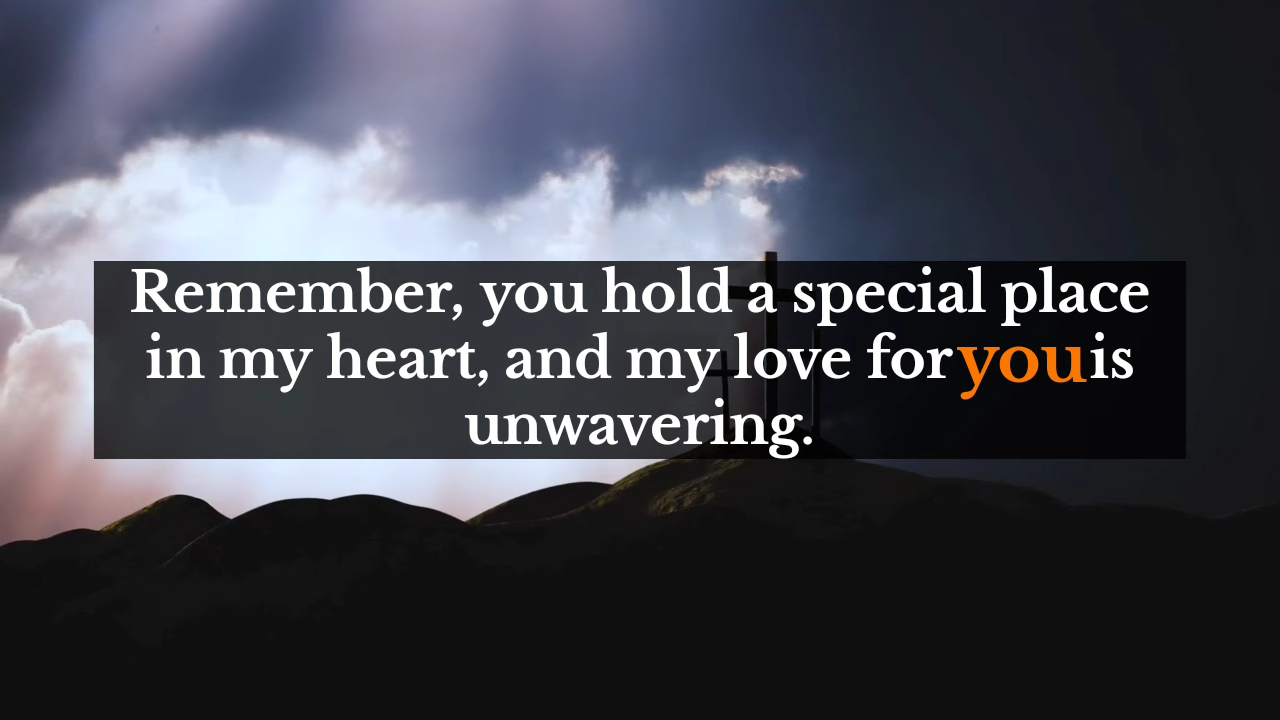 Remember, you hold a special place
in my heart, and my love for you is
unwavering.